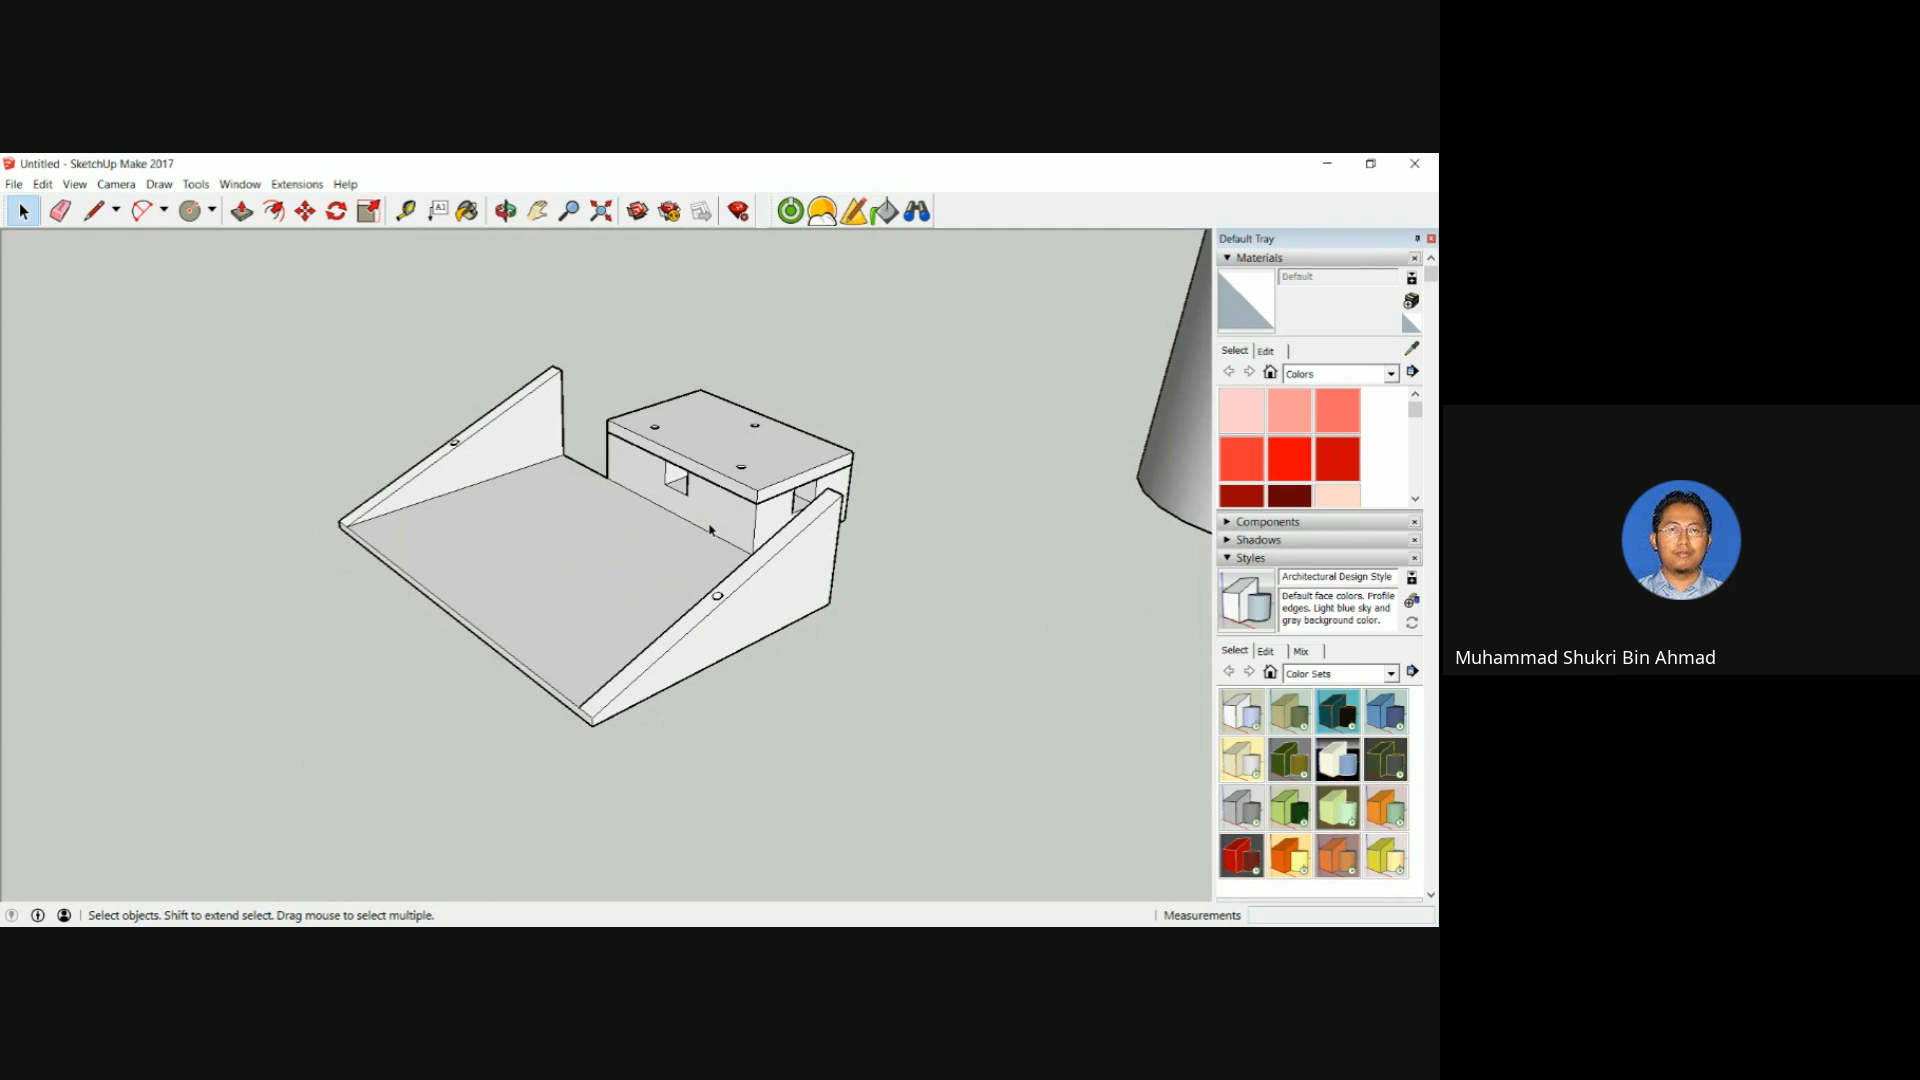 Untitled - SketchUp Make 2017
File Edit View Camera Draw Tools Window Extensions Help
A1
Default Tray
Materials
Default
Select Edit
Colors
Components
Shadows
Styles
Architectural Design Style
Default face colors. Profile
edges. Light blue sky and
gray background color.
Select Edit Mix
Color Sets
Select objects. Shift to extend select. Drag mouse to select multiple.
Measurements
Muhammad Shukri Bin Ahmad